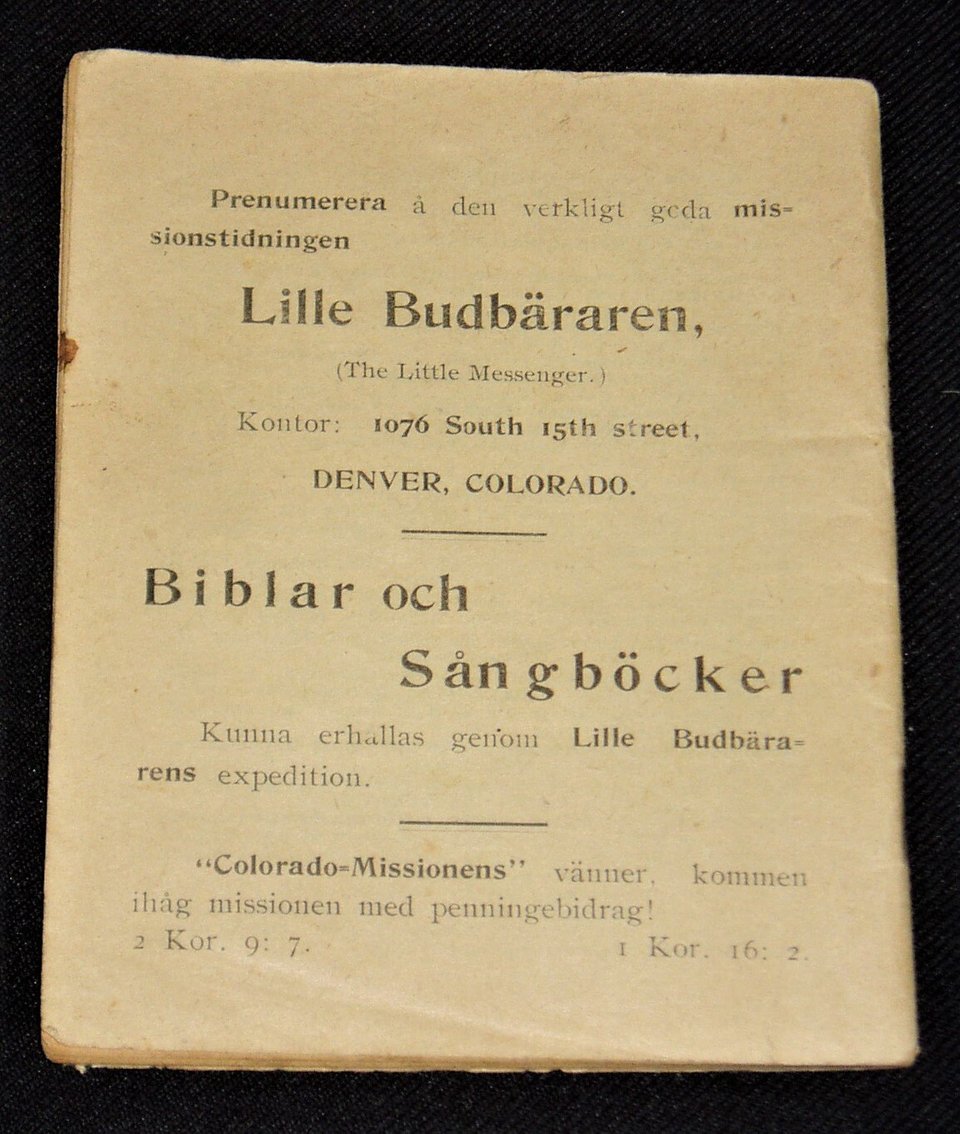 Prenumerera å den verkligt goda mis=
sionstidningen
Lille Budbäraren,
(The Little Messenger.)
Kontor: 1076 South 15th street,
DENVER, COLORADO.
Biblar och
Sångböcker
Kunna erhallas genom Lille Budbära=
rens expedition.
“Colorado=Missionens” vänner, kommen
ihåg missionen med penningebidrag!
2 Kor. 9: 7. 1 Kor. 16: 2.